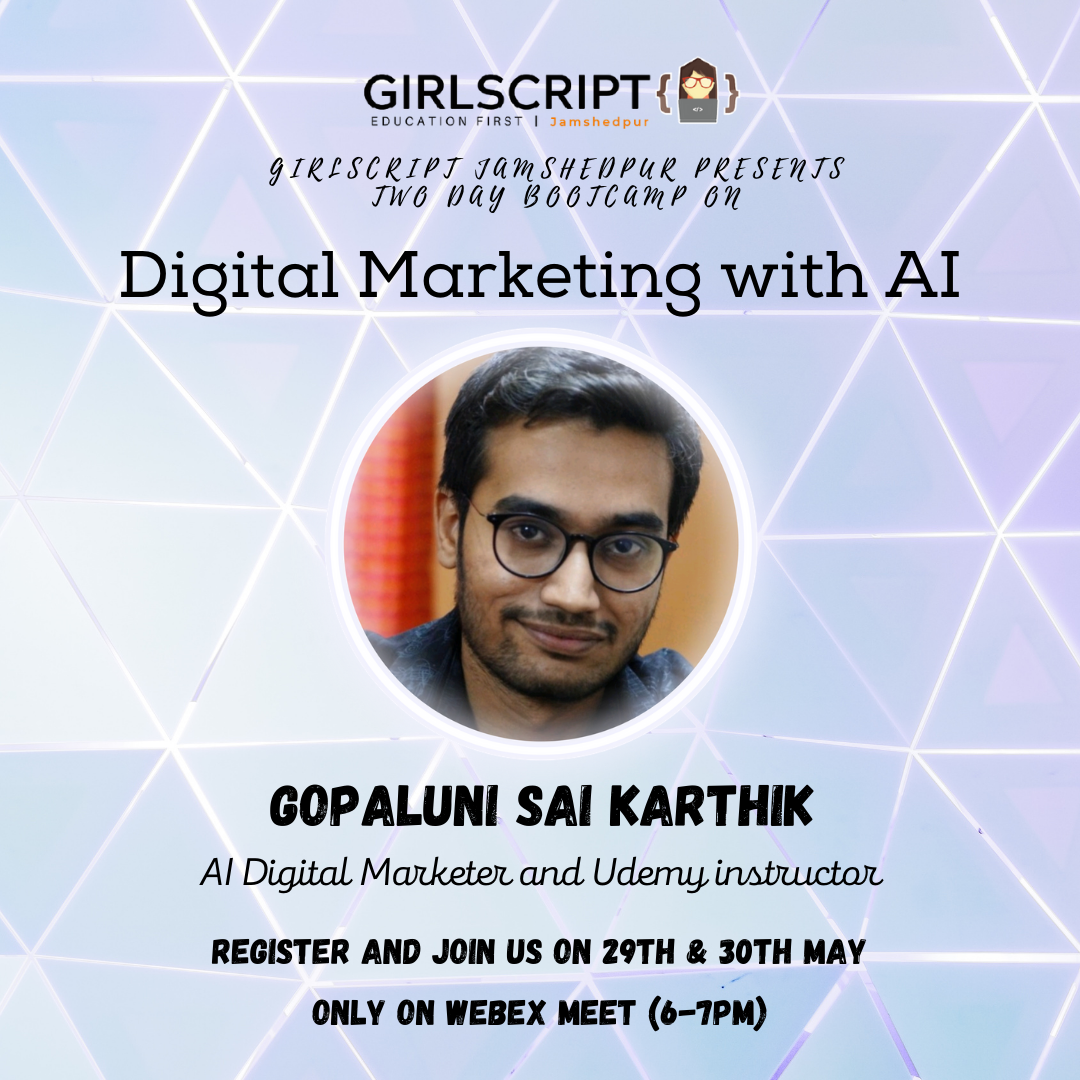 GIRLSCRIPT { </> }
EDUCATION FIRST | Jamshedpur
GIRLSCRIPT JAMSHEDPUR PRESENTS
TWO DAY BOOTCAMP ON
Digital Marketing with AI
GOPALUNI SAI KARTHIK
AI Digital Marketer and Udemy instructor
REGISTER AND JOIN US ON 29TH & 30TH MAY
ONLY ON WEBEX MEET (6-7PM)